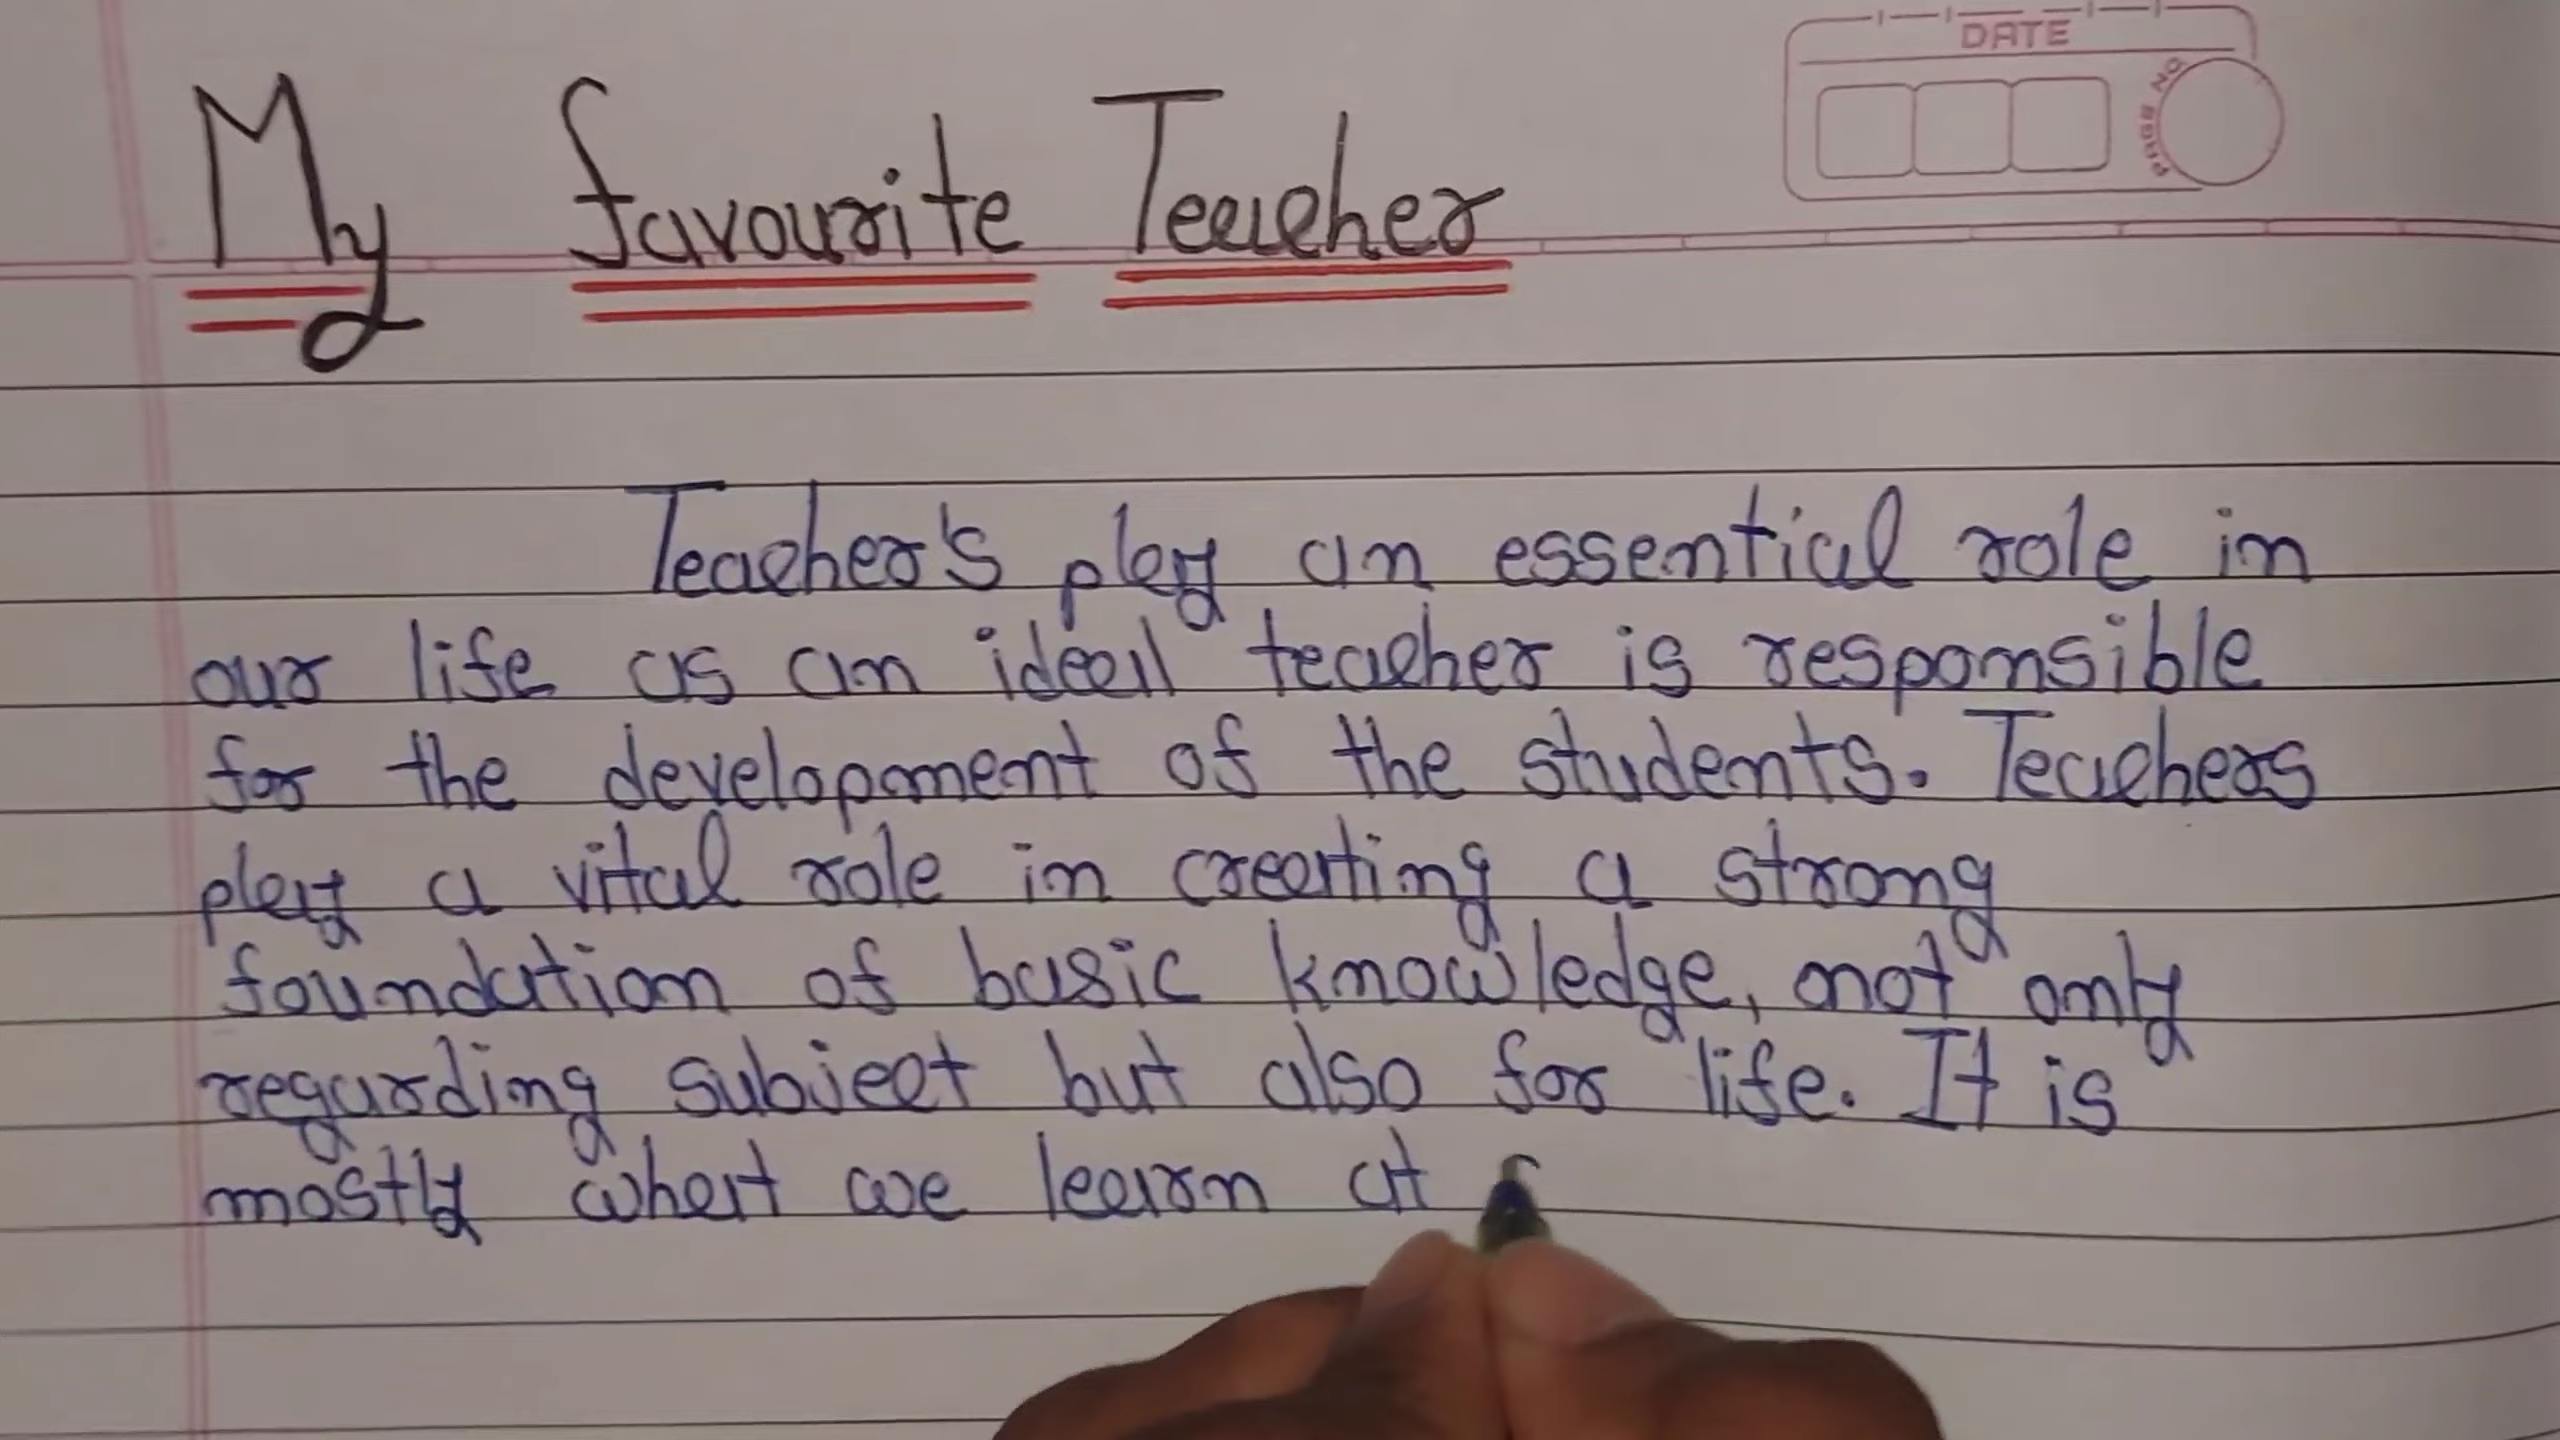 DATE
PAGE NO
My favourite Teacher
Teacher's play an essential role in
our life as an ideal teacher is responsible
for the development of the students. Teachers
play a vital role in creating a strong
foundation of basic knowledge, not only
regarding subject but also for life. It is
mostly what we learn at